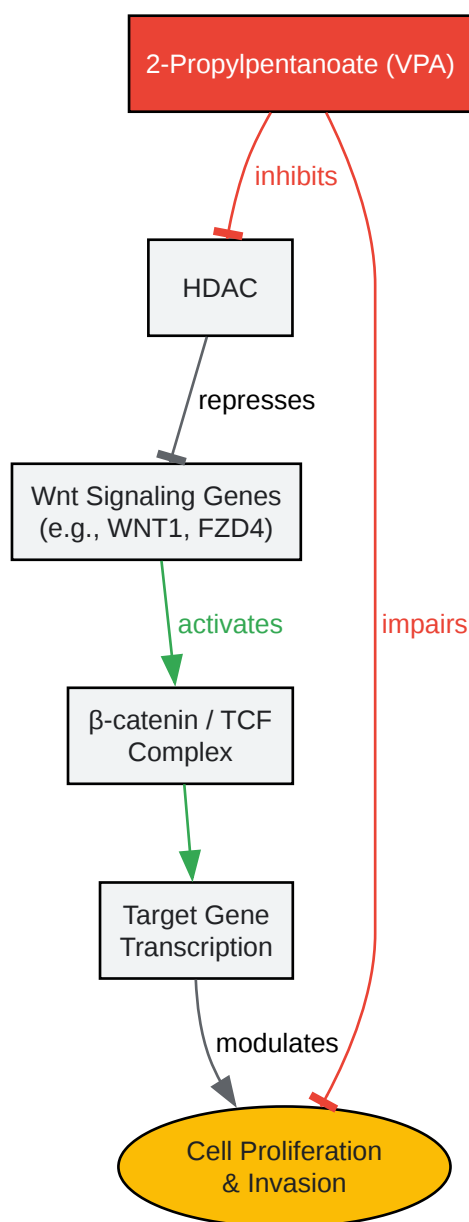 2-Propylpentanoate (VPA)
inhibits
HDAC
represses
Wnt Signaling Genes
(e.g., WNT1, FZD4)
activates
impairs
β-catenin / TCF
Complex
Target Gene
Transcription
modulates
Cell Proliferation
& Invasion